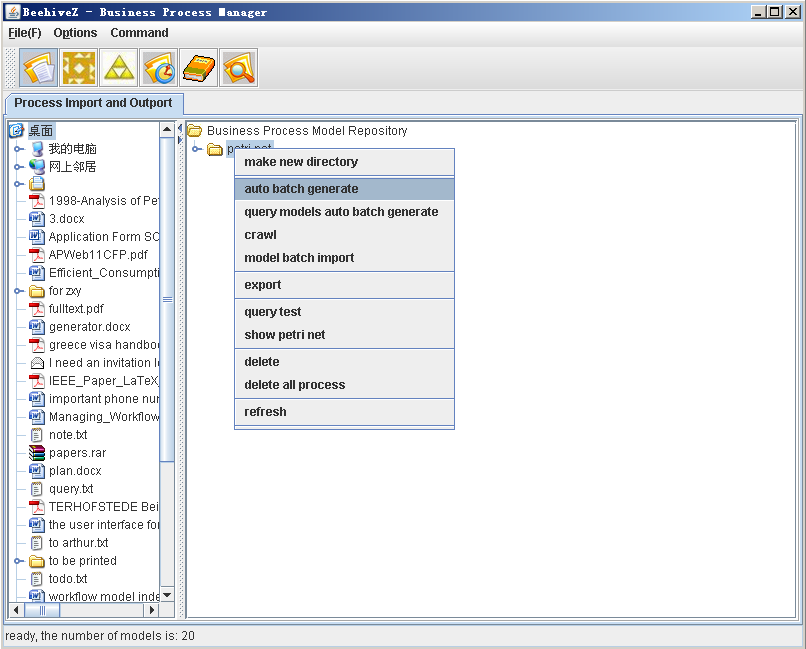 BeehiveZ - Business Process Manager
File(F) Options Command
Process Import and Outport
桌面
我的电脑
网上邻居
1998-Analysis of Pe
3.docx
Application Form SC
APWeb11CFP.pdf
Efficient_Consumpti
for zxy
fulltext.pdf
generator.docx
greece visa handboo
I need an invitation l
IEEE_Paper_LaTeX_
important phone nu
Managing_Workflow
note.txt
papers.rar
plan.docx
query.txt
TERHOFSTEDE Bei
the user interface for
to arthur.txt
to be printed
todo.txt
workflow model inde
Business Process Model Repository
petri net
make new directory
auto batch generate
query models auto batch generate
crawl
model batch import
export
query test
show petri net
delete
delete all process
refresh
ready, the number of models is: 20